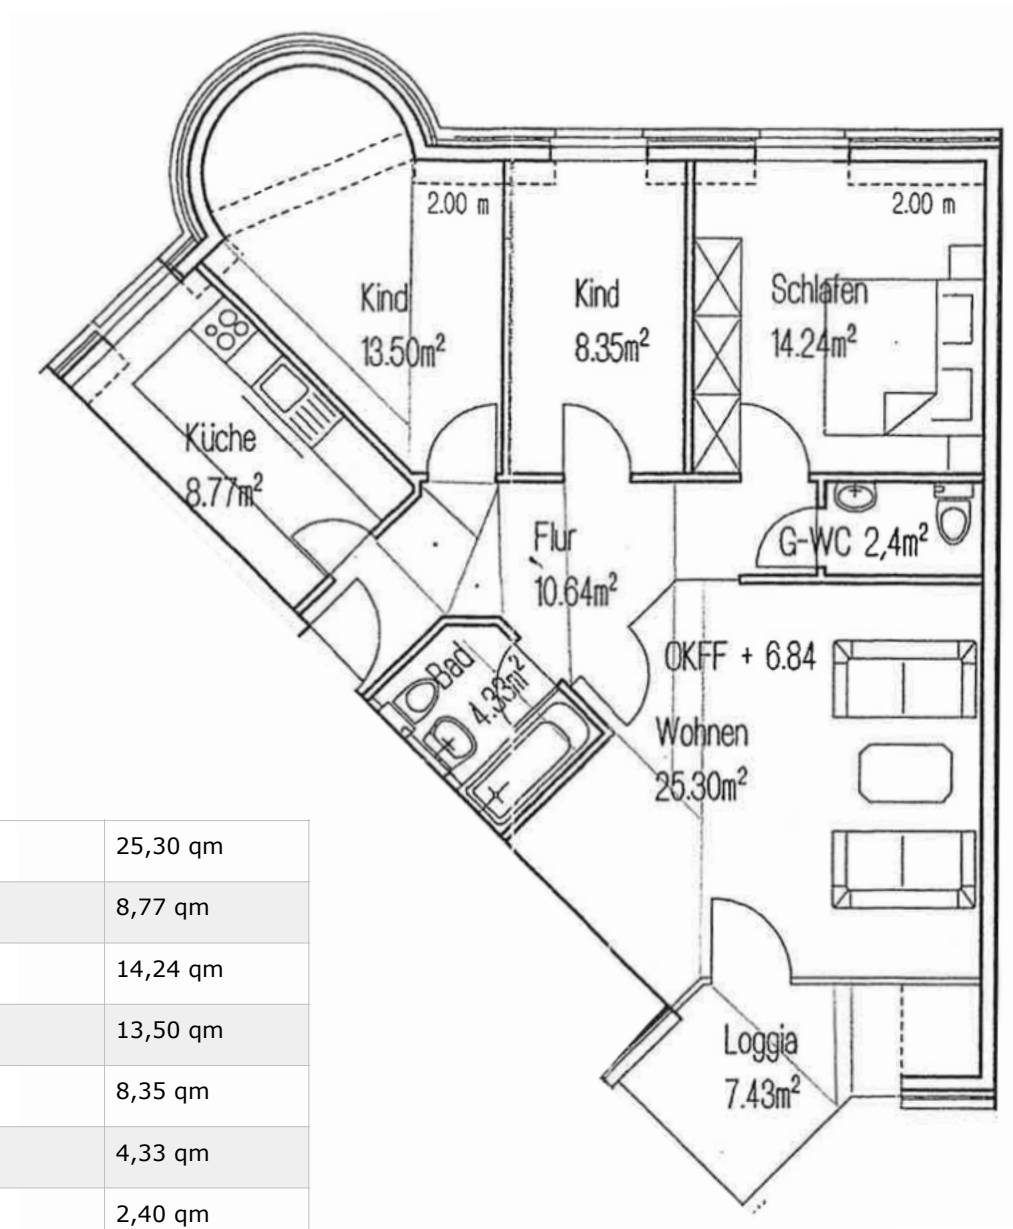 2.00 m
2.00 m
Kind
13.50m²
Kind
8.35m²
Schlafen
14.24m²
Küche
8.77m²
Flur
10.64m²
G-WC 2,4m²
OKFF + 6.84
Bad
4.33m²
Wohnen
25.30m²
Loggia
7.43m²
25,30 qm
8,77 qm
14,24 qm
13,50 qm
8,35 qm
4,33 qm
2,40 qm